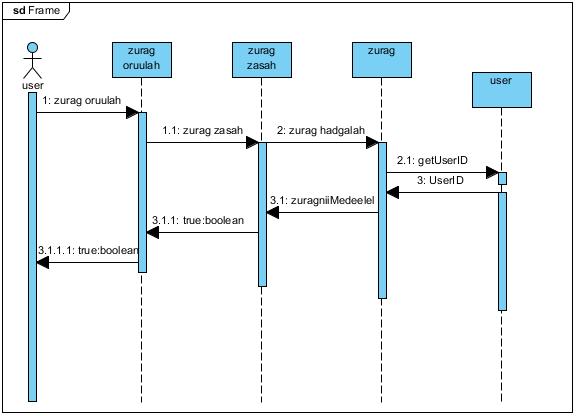 sd Frame
zurag
oruulah
zurag
zasah
zurag
user
user
1: zurag oruulah
1.1: zurag zasah
2: zurag hadgalah
2.1: getUserID
3: UserID
3.1: zuragniiMedeelel
3.1.1: true:boolean
3.1.1.1: true:boolean